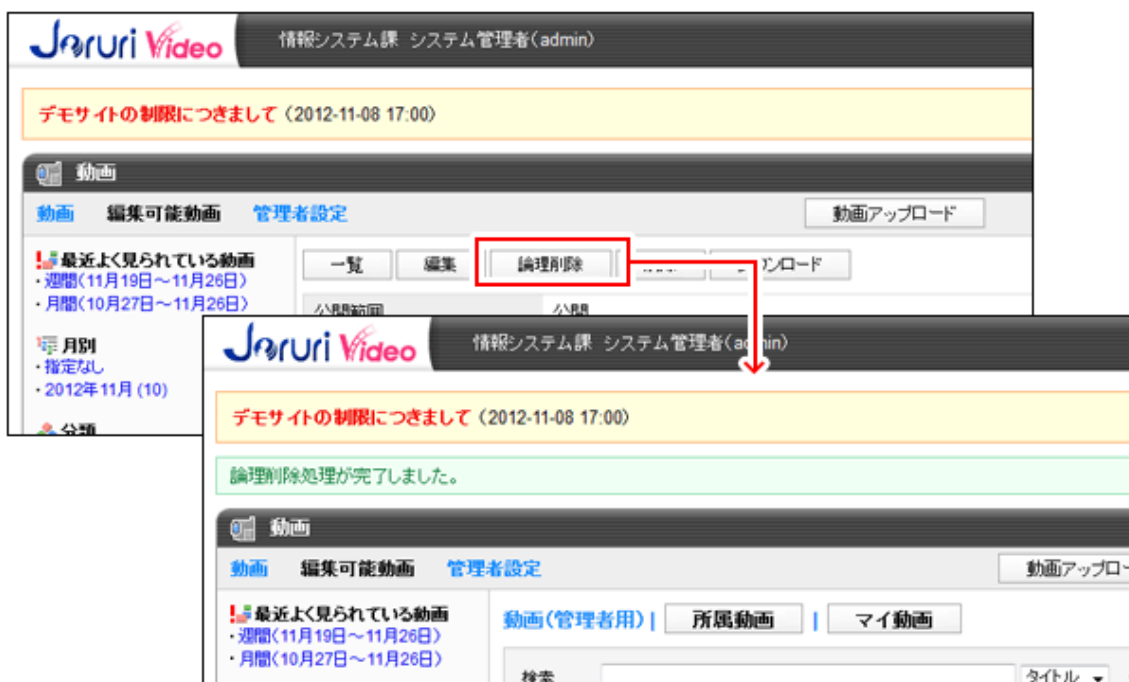 Joruri Video 情報システム課 システム管理者(admin)
デモサイトの制限につきまして（2012-11-08 17:00）
動画
動画 編集可能動画 管理者設定 動画アップロード
最近よく見られている動画
・週間(11月19日～11月26日)
・月間(10月27日～11月26日)
月別
・指定なし
・2012年11月 (10)
分類
一覧 編集 論理削除
公開範囲 公開
Joruri Video 情報システム課 システム管理者(admin)
デモサイトの制限につきまして（2012-11-08 17:00）
論理削除処理が完了しました。
動画
動画 編集可能動画 管理者設定 動画アップロー
最近よく見られている動画
・週間(11月19日～11月26日)
・月間(10月27日～11月26日)
動画(管理者用) | 所属動画 | マイ動画
検索 タイトル